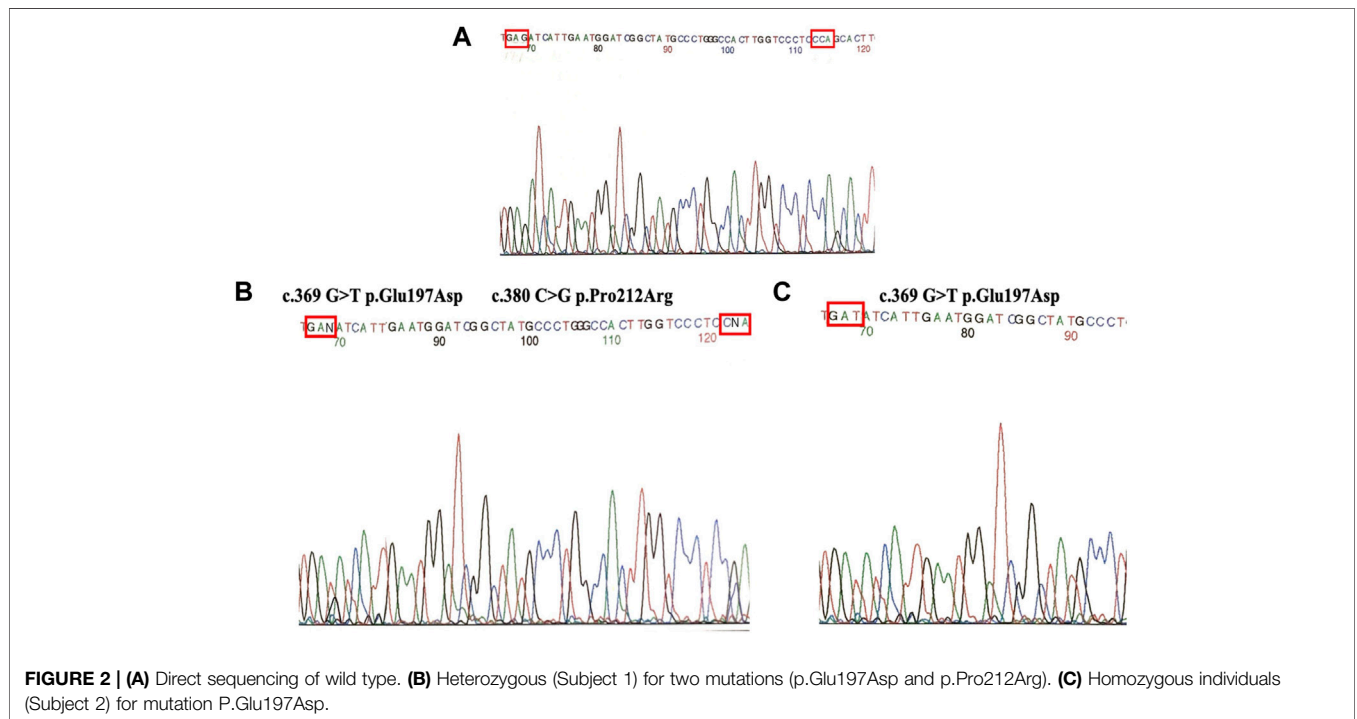 A
TGAGATCATTGAATGGATCGGCTATGCCCTGGGCCACTTGGTCCCTCCCAGCACTT
70 80 90 100 110 120
B
c.369 G>T p.Glu197Asp c.380 C>G p.Pro212Arg
TGANATCATTGAATGGATCGGCTATGCCCTGGGCCACTTGGTCCCTCCNA
70 90 100 110 120
C
c.369 G>T p.Glu197Asp
TGATATCATTGAATGGATCGGCTATGCCCT
70 80 90
FIGURE 2 | (A) Direct sequencing of wild type. (B) Heterozygous (Subject 1) for two mutations (p.Glu197Asp and p.Pro212Arg). (C) Homozygous individuals
(Subject 2) for mutation P.Glu197Asp.